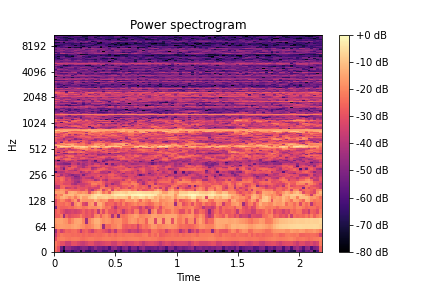 Power spectrogram
8192
4096
2048
1024
512
256
128
64
0
Hz
0
0.5
1
1.5
2
Time
+0 dB
-10 dB
-20 dB
-30 dB
-40 dB
-50 dB
-60 dB
-70 dB
-80 dB